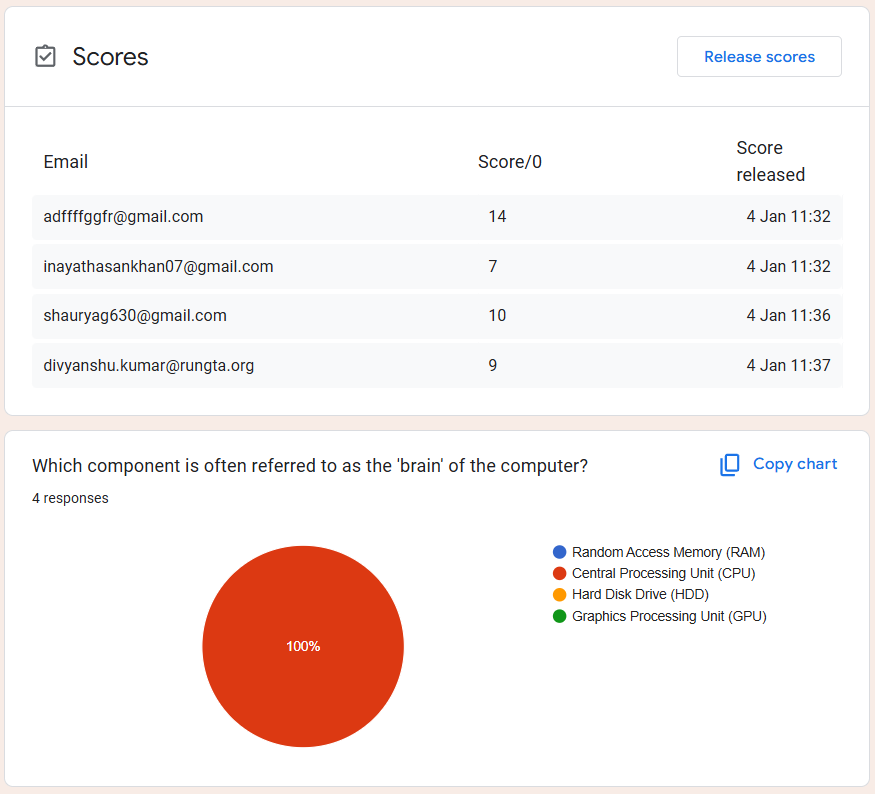 Scores
Release scores
Email Score/0 Score released
adffffggfr@gmail.com 14 4 Jan 11:32
inayathasankhan07@gmail.com 7 4 Jan 11:32
shauryag630@gmail.com 10 4 Jan 11:36
divyanshu.kumar@rungta.org 9 4 Jan 11:37
Which component is often referred to as the 'brain' of the computer?
Copy chart
4 responses
100%
Random Access Memory (RAM)
Central Processing Unit (CPU)
Hard Disk Drive (HDD)
Graphics Processing Unit (GPU)